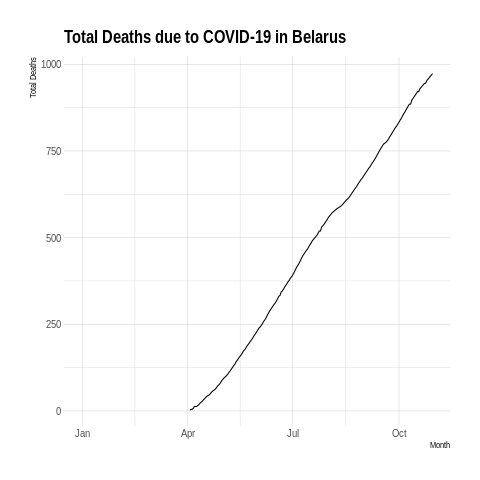 Total Deaths due to COVID-19 in Belarus
Total Deaths
1000
750
500
250
0
Jan Apr Jul Oct
Month